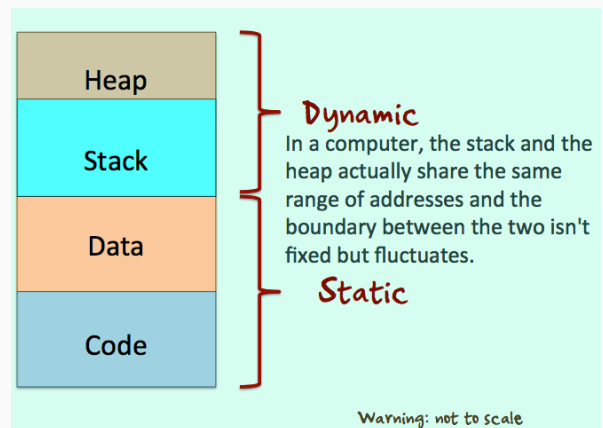 Heap
Stack
Data
Code
Dynamic
In a computer, the stack and the
heap actually share the same
range of addresses and the
boundary between the two isn't
fixed but fluctuates.
Static
Warning: not to scale